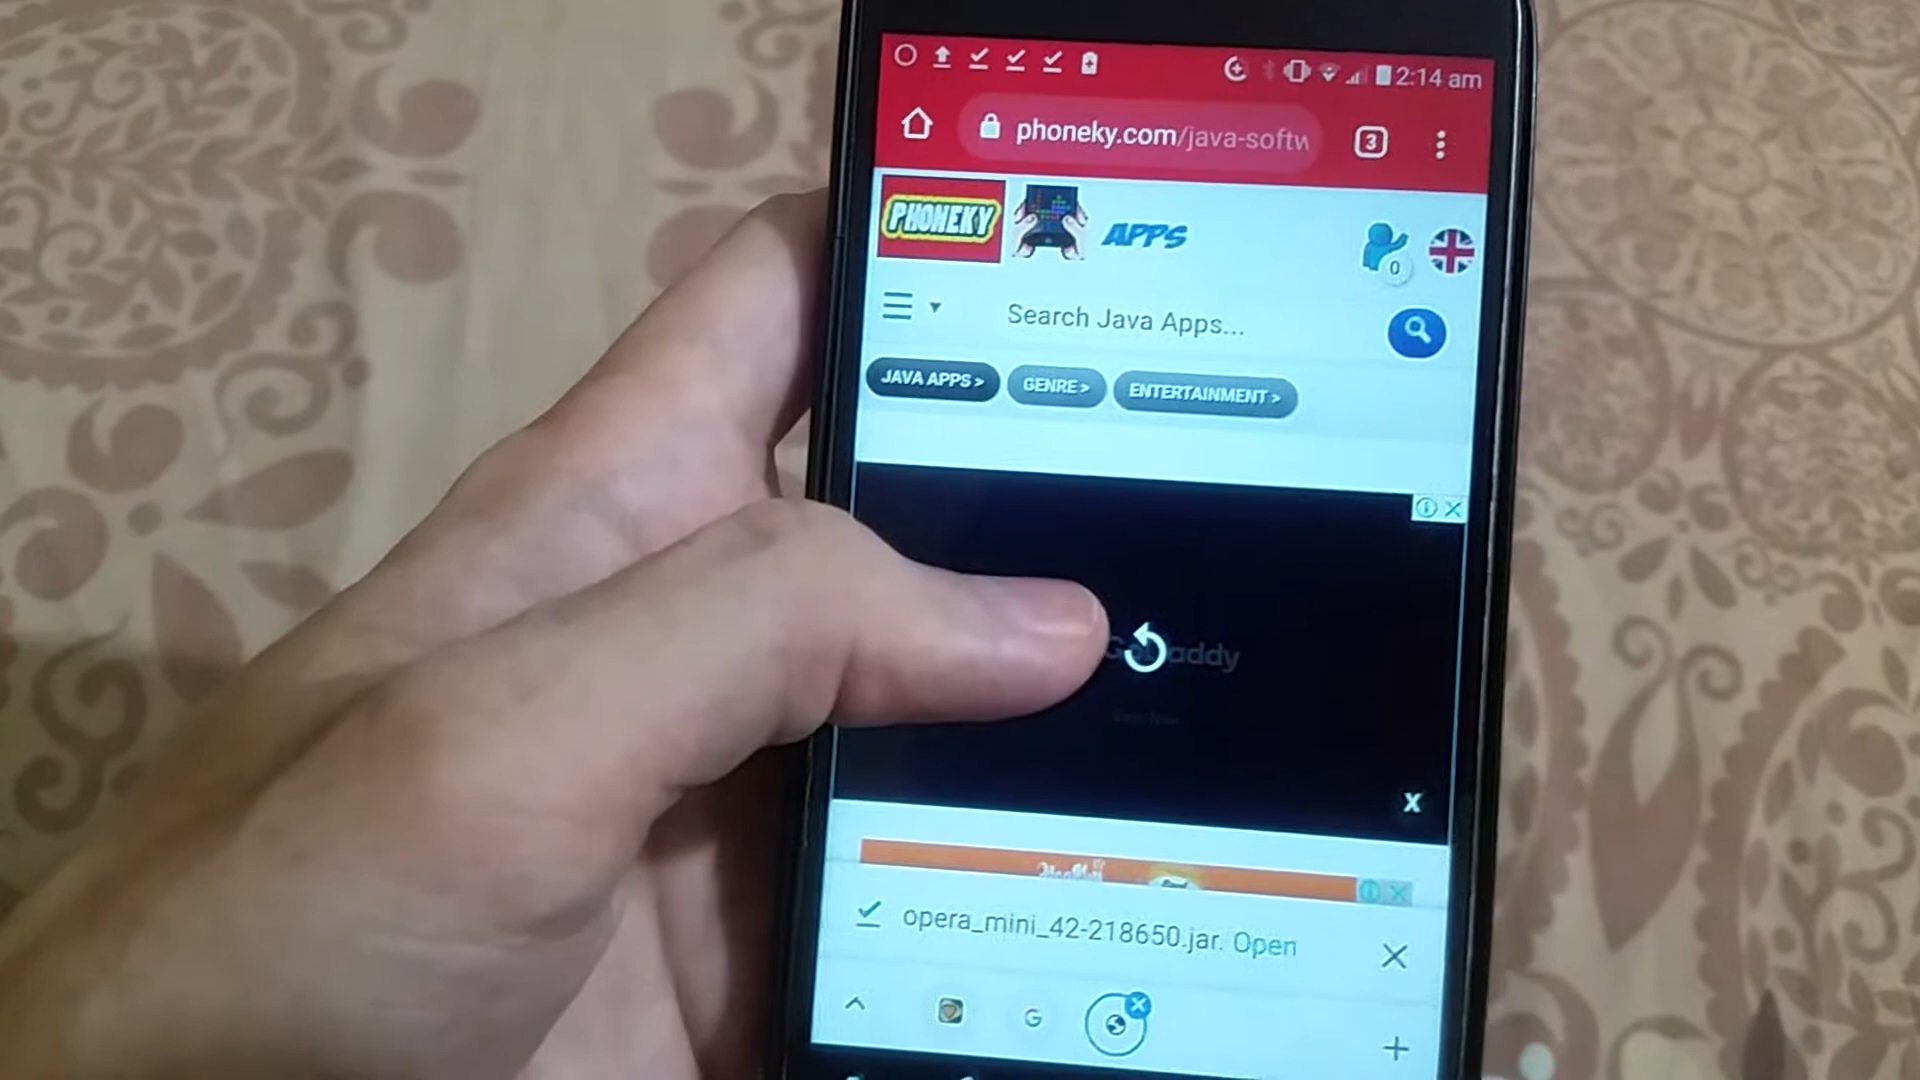 2:14 am
phoneky.com/java-softw
3
PHONEKY
APPS
0
Search Java Apps...
JAVA APPS >
GENRE >
ENTERTAINMENT >
GoDaddy
X
opera_mini_42-218650.jar. Open
G